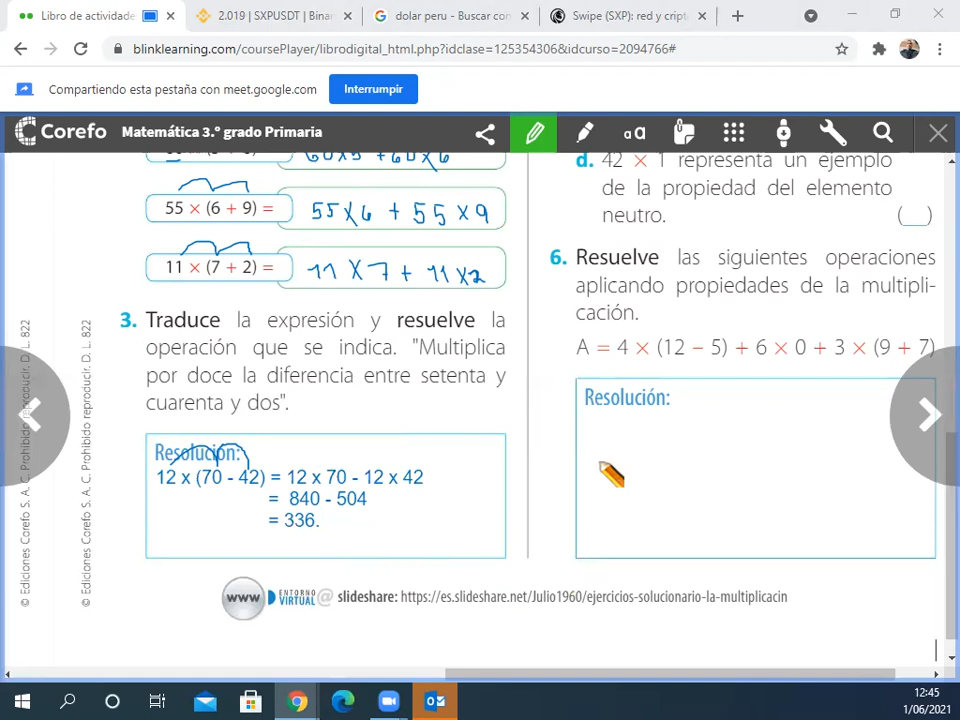 Libro de actividade
2.019 | SXPUSDT | Binar
dolar peru - Buscar con
Swipe (SXP): red y cript
blinklearning.com/coursePlayer/librodigital_html.php?idclase=125354306&idcurso=2094766#
Compartiendo esta pestaña con meet.google.com
Interrumpir
Corefo
Matemática 3.º grado Primaria
aa
60x5 + 60x6
55 × (6 + 9) =
55x6 + 55x9
11 × (7 + 2) =
11 x 7 + 11x2
3. Traduce la expresión y resuelve la
operación que se indica. "Multiplica
por doce la diferencia entre setenta y
cuarenta y dos".
Resolución:
12 x (70 - 42) = 12 x 70 - 12 x 42
= 840 - 504
= 336.
d. 42 × 1 representa un ejemplo
de la propiedad del elemento
neutro. (__)
6. Resuelve las siguientes operaciones
aplicando propiedades de la multipli-
cación.
A = 4 × (12 − 5) + 6 × 0 + 3 × (9 + 7)
Resolución:
© Ediciones Corefo S. A. C. Prohibido reproducir. D. L. 822
© Ediciones Corefo S. A. C. Prohibido reproducir. D. L. 822
www ENTORNO VIRTUAL @ slideshare: https://es.slideshare.net/Julio1960/ejercicios-solucionario-la-multiplicacin
12:45
1/06/2021